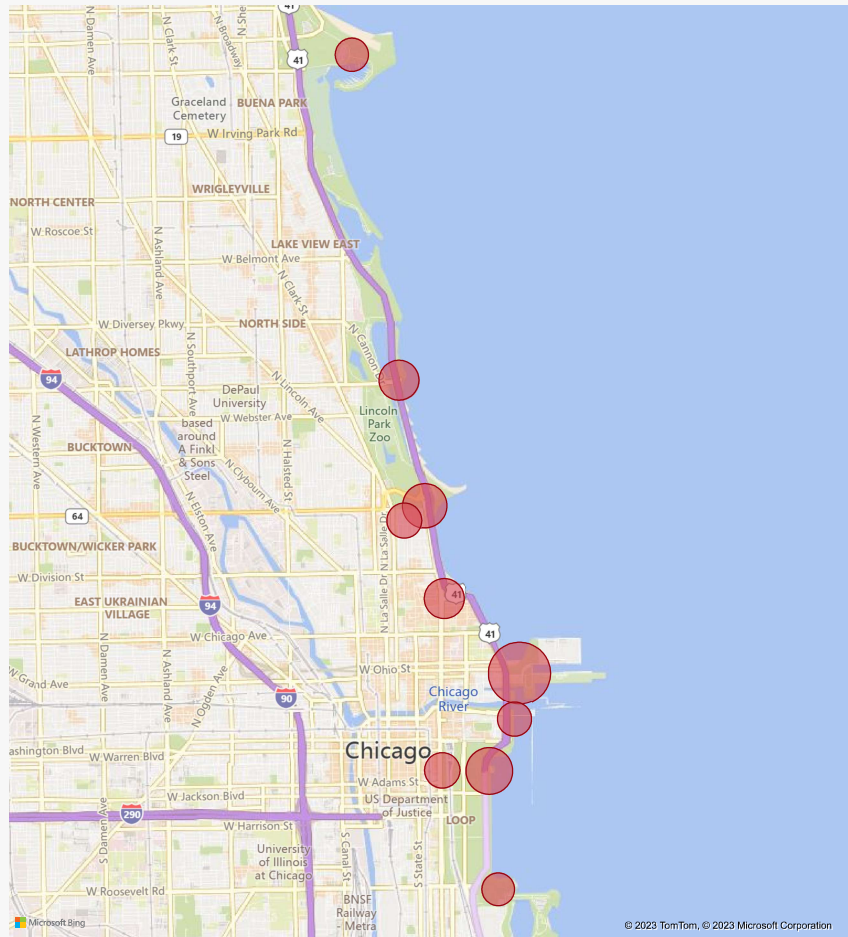 41
N Damen Ave
N Clark St
N Broadway
N She
41
Graceland
Cemetery
BUENA PARK
19
W Irving Park Rd
WRIGLEYVILLE
NORTH CENTER
W Roscoe St
N Ashland Ave
LAKE VIEW EAST
W Belmont Ave
N Clark St
W Diversey Pkwy
NORTH SIDE
N Cannon D
LATHROP HOMES
N Southport Ave
94
N Lincoln Ave
DePaul
University
Lincoln
Park
Zoo
W Webster Ave
N Western Ave
based
around
A Finkl
& Sons
Steel
BUCKTOWN
N Halsted St
N Clybourn Ave
N Elston Ave
64
N La Salle Dr
BUCKTOWN/WICKER PARK
W Division St
N La Salle Dr
41
EAST UKRAINIAN
VILLAGE
94
W Chicago Ave
41
N Damen Ave
N Ashland Ave
N Ogden Ave
W Ohio St
W Grand Ave
90
Chicago
River
Chicago
ashington Blvd
W Warren Blvd
W Adams St
W Jackson Blvd
US Department
of Justice
290
W Harrison St
LOOP
S Damen Ave
University
of Illinois
at Chicago
S Canal St
S State St
W Roosevelt Rd
BNSF
Railway
- Metra
Microsoft Bing
© 2023 TomTom, © 2023 Microsoft Corporation